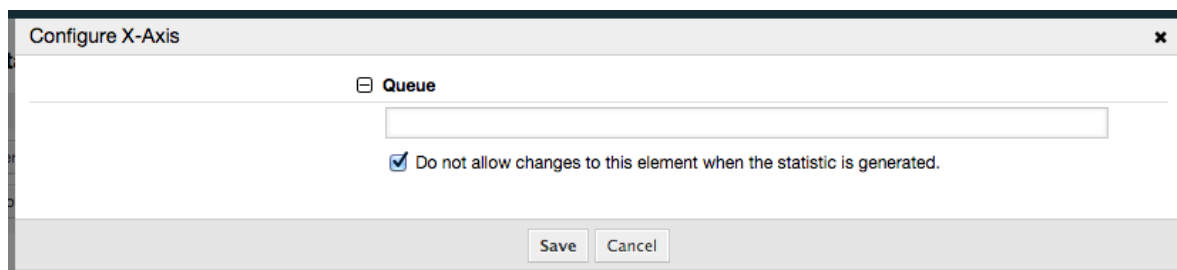 Configure X-Axis
Queue
Do not allow changes to this element when the statistic is generated.
Save Cancel